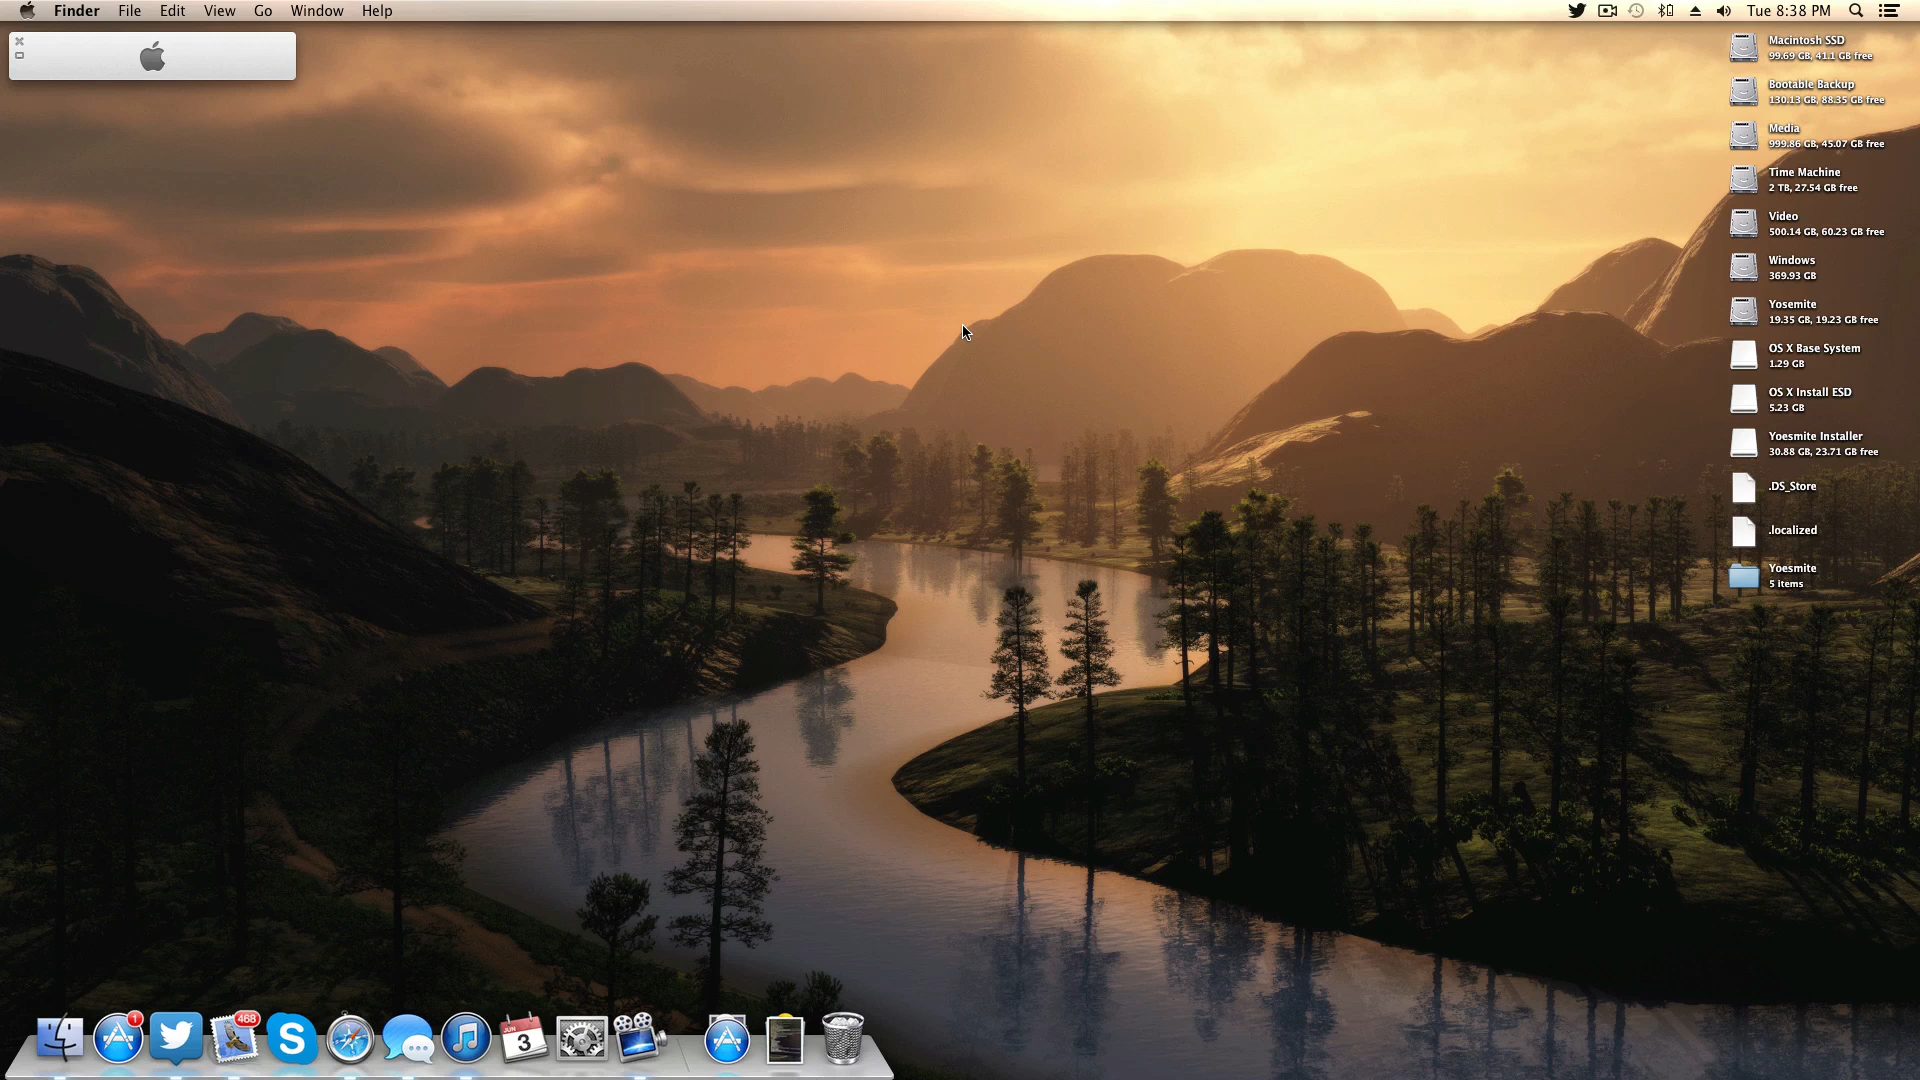 Finder File Edit View Go Window Help
Tue 8:38 PM
Macintosh SSD
99.69 GB, 41.1 GB free
Bootable Backup
130.13 GB, 88.35 GB free
Media
999.86 GB, 45.07 GB free
Time Machine
2 TB, 27.54 GB free
Video
500.14 GB, 60.23 GB free
Windows
369.93 GB
Yosemite
19.35 GB, 19.23 GB free
OS X Base System
1.29 GB
OS X Install ESD
5.23 GB
Yoesmite Installer
30.88 GB, 23.71 GB free
.DS_Store
.localized
Yoesmite
5 items
1
468
JUN
3